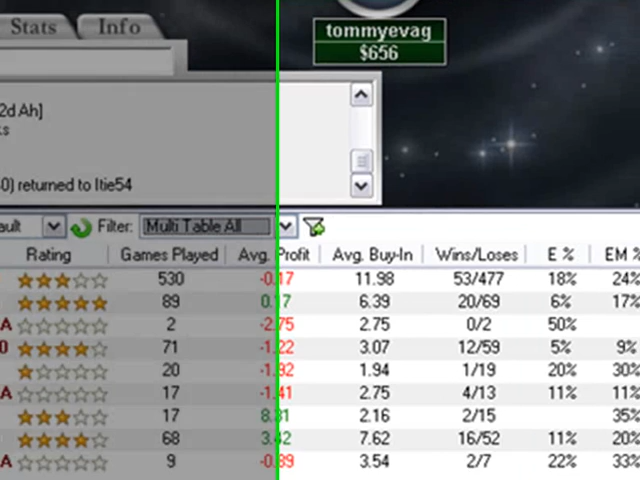 Stats Info
tommyevag
$656
2d Ah]
ks
0) returned to Itie54
ault Filter: Multi Table All
Rating Games Played Avg. Profit Avg. Buy-In Wins/Loses E % EM %
530 -0.17 11.98 53/477 18% 24%
89 0.17 6.39 20/69 6% 17%
A 2 -2.75 2.75 0/2 50%
0 71 -1.22 3.07 12/59 5% 9%
20 -1.92 1.94 1/19 20% 30%
A 17 -1.41 2.75 4/13 11% 11%
17 8.31 2.16 2/15 35%
68 3.42 7.62 16/52 11% 20%
A 9 -0.89 3.54 2/7 22% 33%